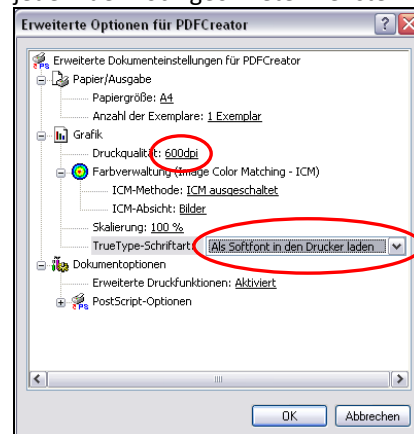 Erweiterte Optionen für PDFCreator
Erweiterte Dokumenteinstellungen für PDFCreator
Papier/Ausgabe
Papiergröße: A4
Anzahl der Exemplare: 1 Exemplar
Grafik
Druckqualität: 600dpi
Farbverwaltung (Image Color Matching - ICM)
ICM-Methode: ICM ausgeschaltet
ICM-Absicht: Bilder
Skalierung: 100 %
TrueType-Schriftart: Als Softfont in den Drucker laden
Dokumentoptionen
Erweiterte Druckfunktionen: Aktiviert
PostScript-Optionen
OK Abbrechen